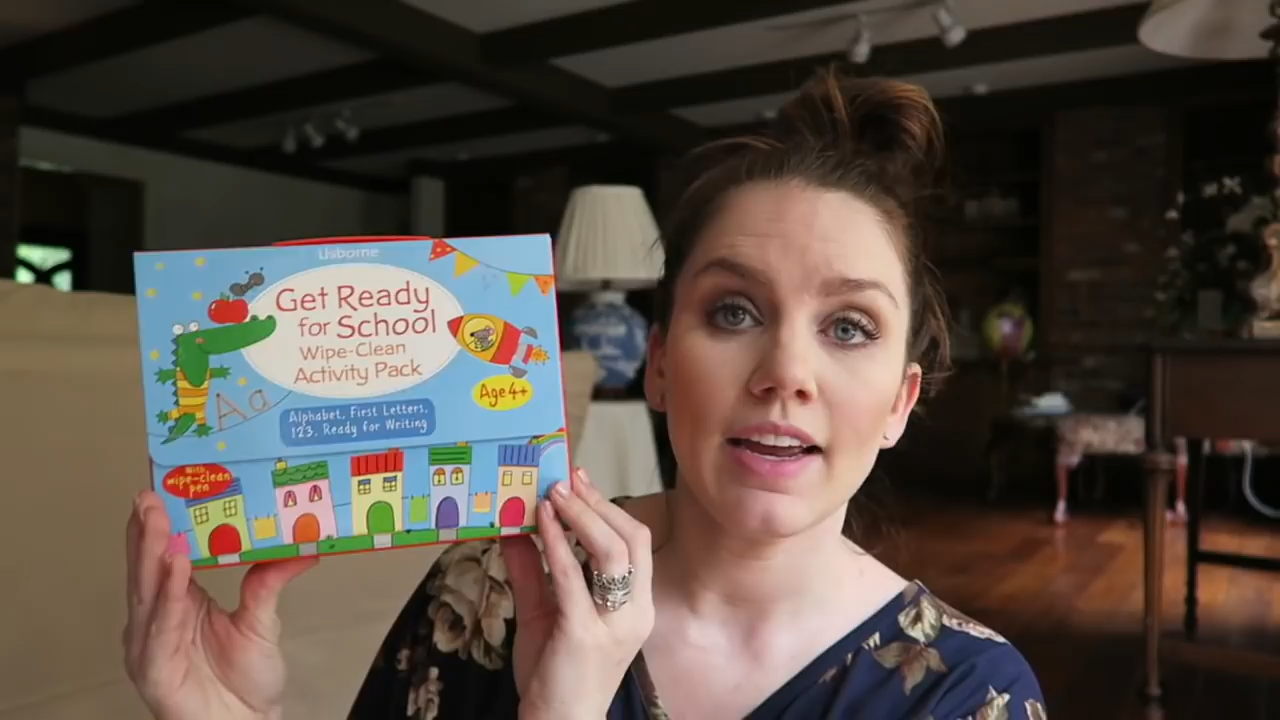 Usborne
Get Ready
for School
Wipe-Clean
Activity Pack
Age 4+
Aa
Alphabet, First Letters,
123, Ready for Writing
With
wipe-clean
pen